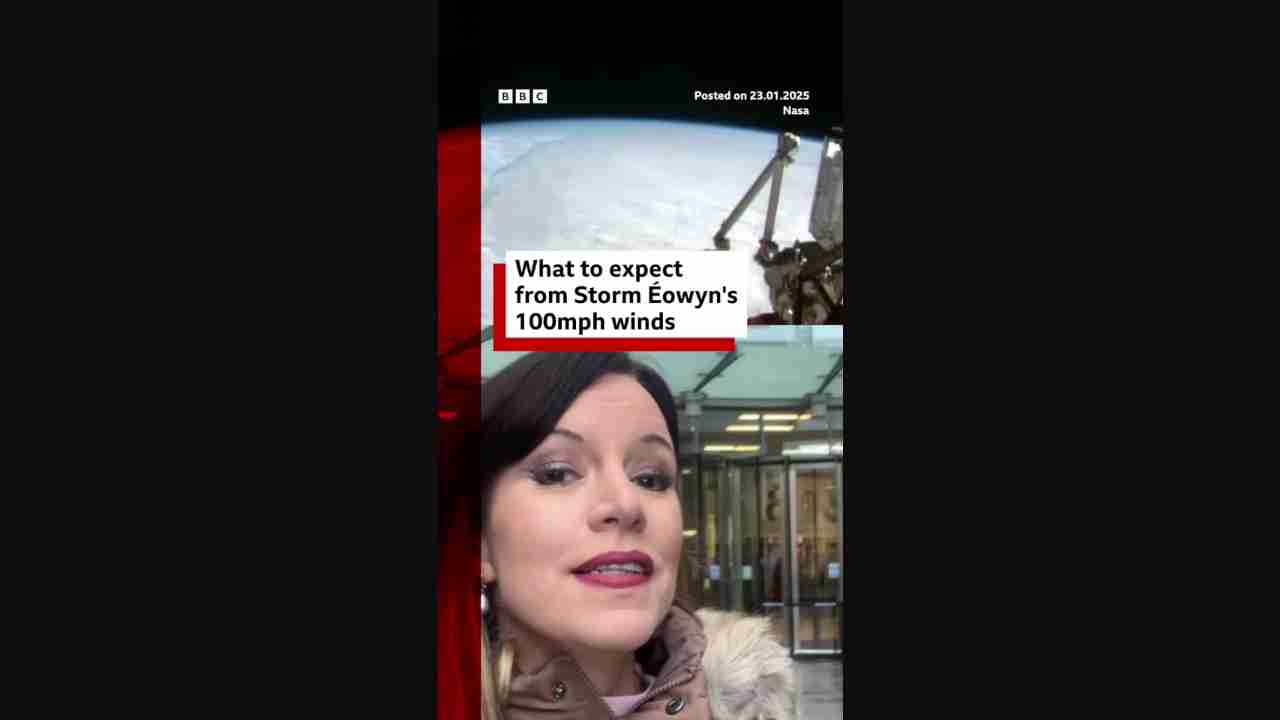 BBC
Posted on 23.01.2025
Nasa
What to expect
from Storm Éowyn's
100mph winds